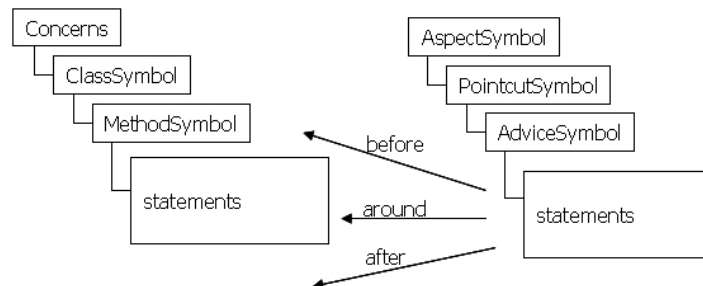 Concerns
ClassSymbol
MethodSymbol
statements
AspectSymbol
PointcutSymbol
AdviceSymbol
statements
before
around
after